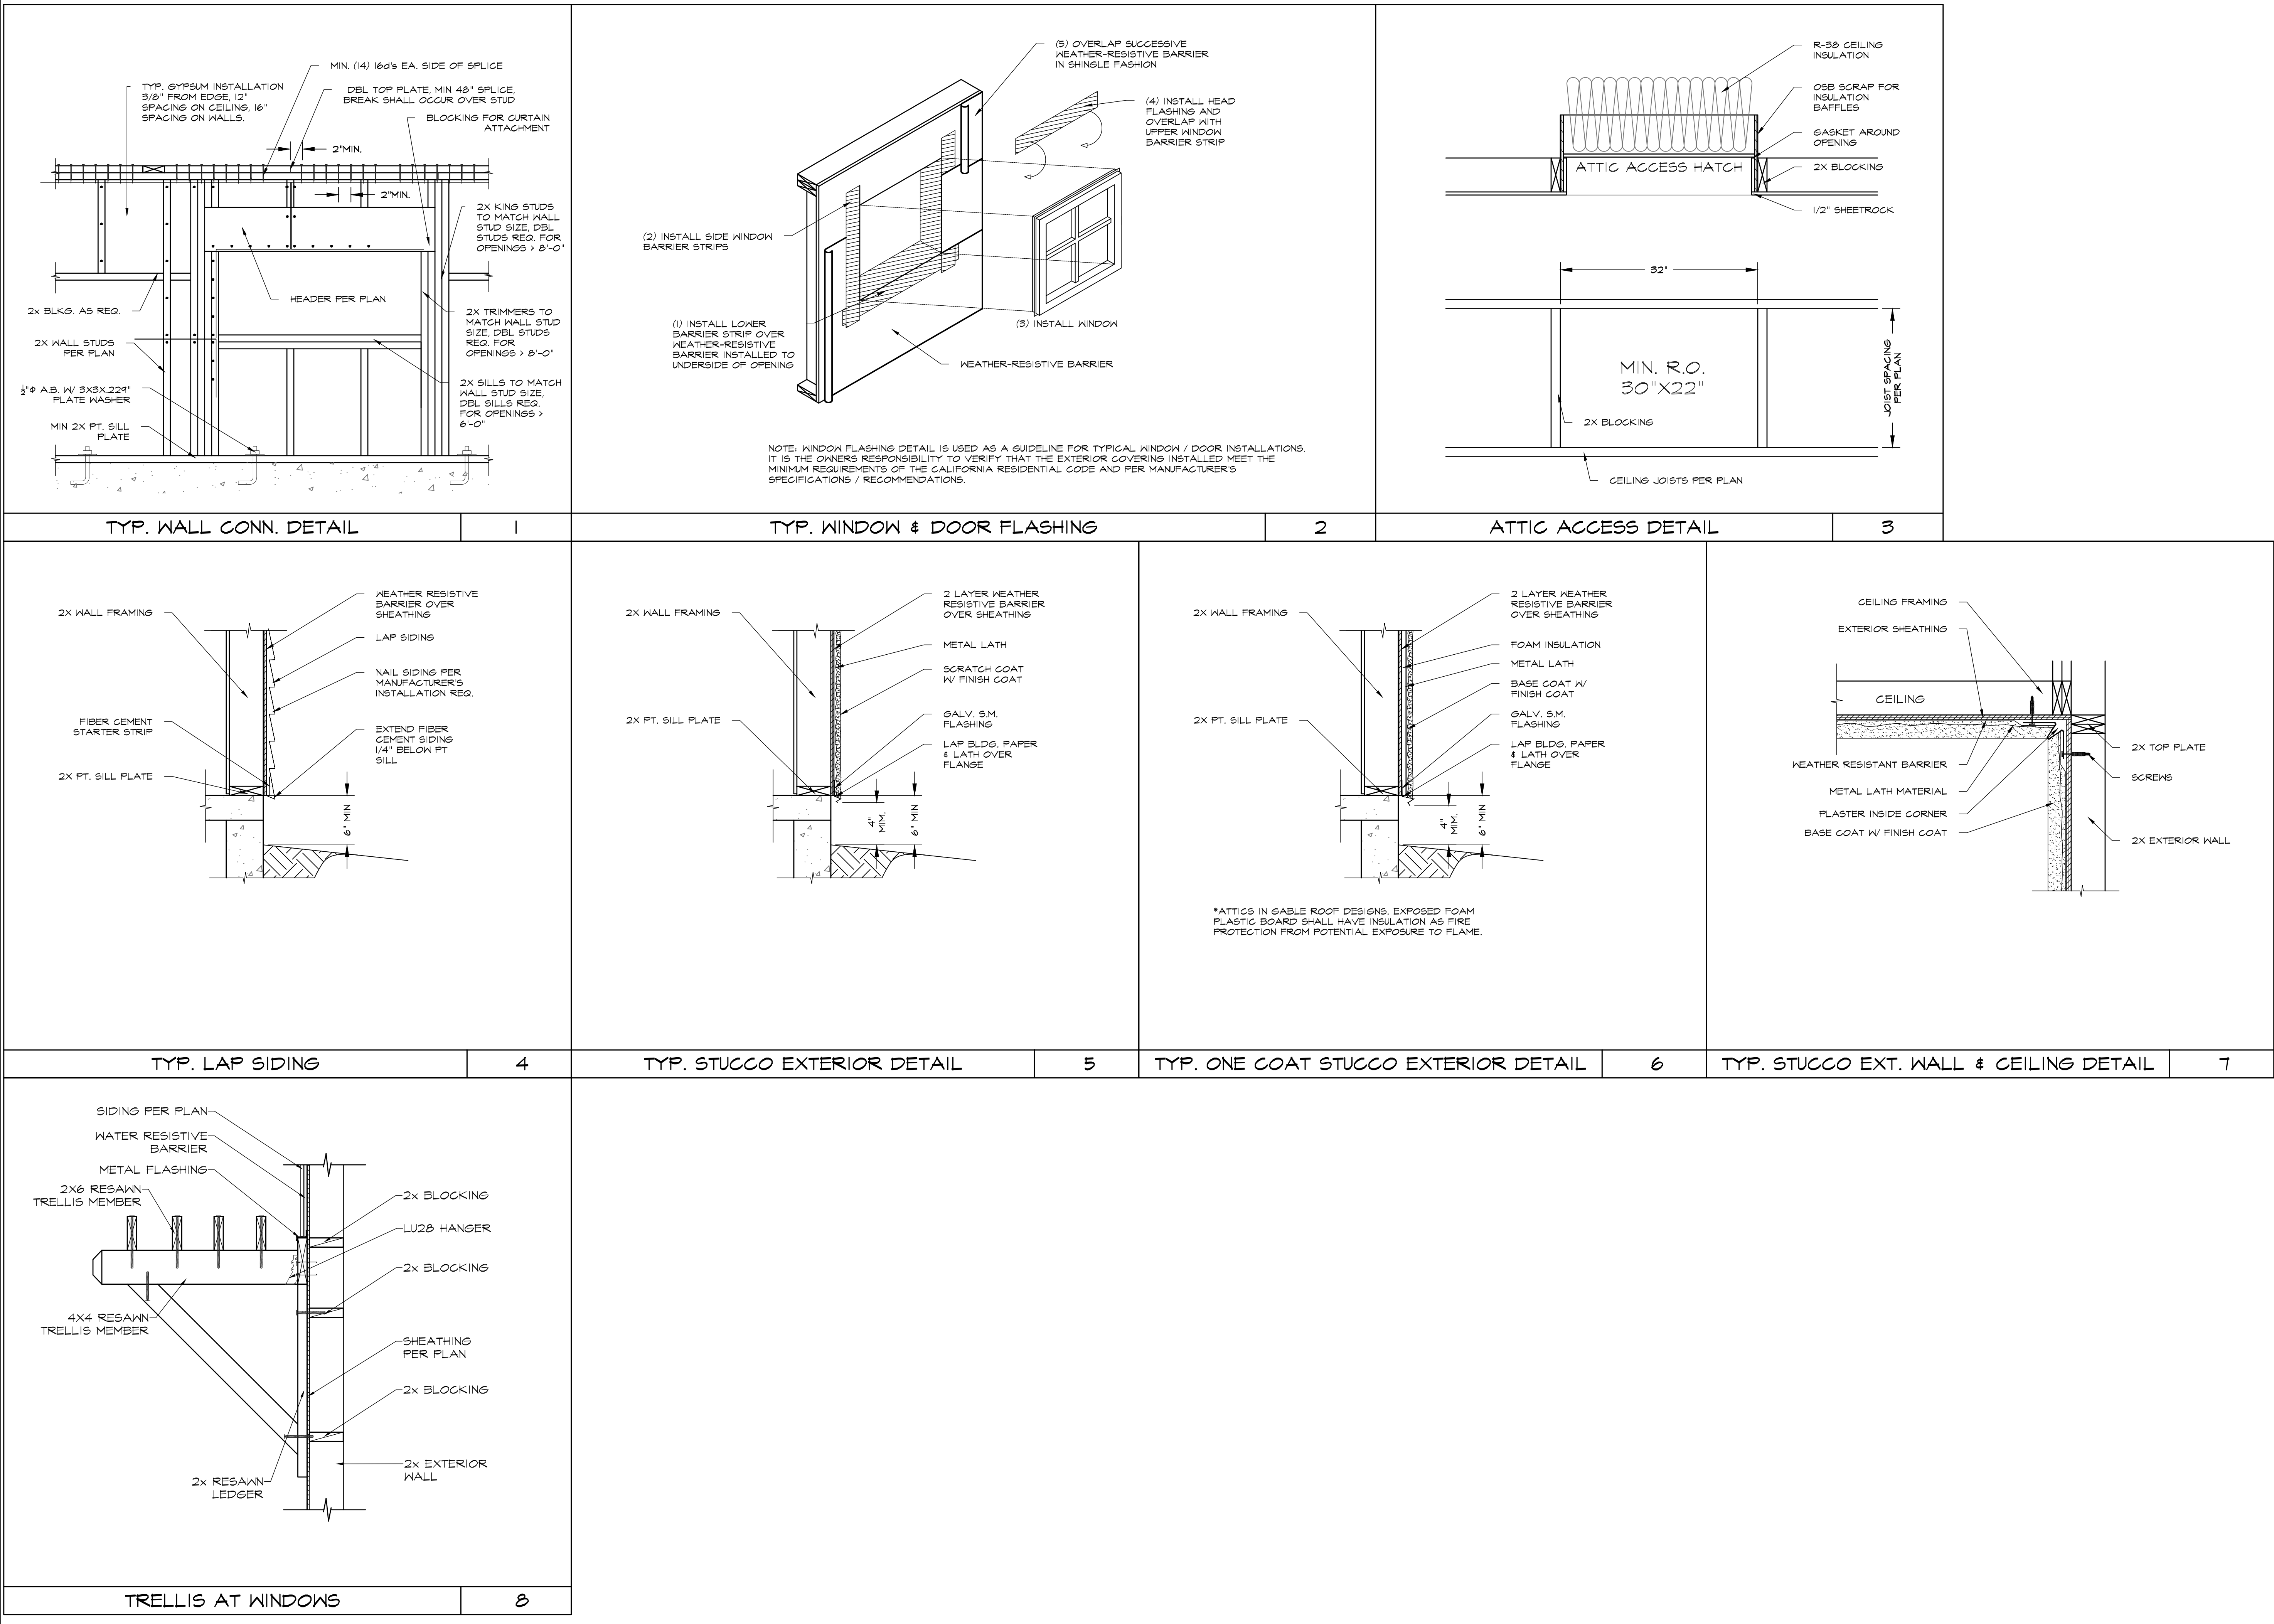 MIN. (14) 16d's EA. SIDE OF SPLICE
TYP. GYPSUM INSTALLATION
3/8" FROM EDGE, 12"
SPACING ON CEILING, 16"
SPACING ON WALLS.
DBL TOP PLATE, MIN 48" SPLICE,
BREAK SHALL OCCUR OVER STUD
BLOCKING FOR CURTAIN
ATTACHMENT
2"MIN.
2"MIN.
2X KING STUDS
TO MATCH WALL
STUD SIZE, DBL
STUDS REQ. FOR
OPENINGS > 8'-0"
HEADER PER PLAN
2x BLKG. AS REQ.
2X TRIMMERS TO
MATCH WALL STUD
SIZE, DBL STUDS
REQ. FOR
OPENINGS > 8'-0"
2X WALL STUDS
PER PLAN
2X SILLS TO MATCH
WALL STUD SIZE,
DBL SILLS REQ.
FOR OPENINGS >
6'-0"
½"Φ A.B. W/ 3X3X.229"
PLATE WASHER
MIN 2X PT. SILL
PLATE
TYP. WALL CONN. DETAIL
1
(5) OVERLAP SUCCESSIVE
WEATHER-RESISTIVE BARRIER
IN SHINGLE FASHION
(4) INSTALL HEAD
FLASHING AND
OVERLAP WITH
UPPER WINDOW
BARRIER STRIP
(2) INSTALL SIDE WINDOW
BARRIER STRIPS
(1) INSTALL LOWER
BARRIER STRIP OVER
WEATHER-RESISTIVE
BARRIER INSTALLED TO
UNDERSIDE OF OPENING
(3) INSTALL WINDOW
WEATHER-RESISTIVE BARRIER
NOTE: WINDOW FLASHING DETAIL IS USED AS A GUIDELINE FOR TYPICAL WINDOW / DOOR INSTALLATIONS.
IT IS THE OWNERS RESPONSIBILITY TO VERIFY THAT THE EXTERIOR COVERING INSTALLED MEET THE
MINIMUM REQUIREMENTS OF THE CALIFORNIA RESIDENTIAL CODE AND PER MANUFACTURER'S
SPECIFICATIONS / RECOMMENDATIONS.
TYP. WINDOW & DOOR FLASHING
2
R-38 CEILING
INSULATION
OSB SCRAP FOR
INSULATION
BAFFLES
GASKET AROUND
OPENING
ATTIC ACCESS HATCH
2X BLOCKING
1/2" SHEETROCK
32"
MIN. R.O.
30"X22"
JOIST SPACING
PER PLAN
2X BLOCKING
CEILING JOISTS PER PLAN
ATTIC ACCESS DETAIL
3
2X WALL FRAMING
WEATHER RESISTIVE
BARRIER OVER
SHEATHING
LAP SIDING
NAIL SIDING PER
MANUFACTURER'S
INSTALLATION REQ.
FIBER CEMENT
STARTER STRIP
EXTEND FIBER
CEMENT SIDING
1/4" BELOW PT
SILL
2X PT. SILL PLATE
6" MIN
TYP. LAP SIDING
4
2X WALL FRAMING
2 LAYER WEATHER
RESISTIVE BARRIER
OVER SHEATHING
METAL LATH
SCRATCH COAT
W/ FINISH COAT
2X PT. SILL PLATE
GALV. S.M.
FLASHING
LAP BLDG. PAPER
& LATH OVER
FLANGE
4"
MIM.
6" MIN
TYP. STUCCO EXTERIOR DETAIL
5
2X WALL FRAMING
2 LAYER WEATHER
RESISTIVE BARRIER
OVER SHEATHING
FOAM INSULATION
METAL LATH
BASE COAT W/
FINISH COAT
2X PT. SILL PLATE
GALV. S.M.
FLASHING
LAP BLDG. PAPER
& LATH OVER
FLANGE
4"
MIM.
6" MIN
*ATTICS IN GABLE ROOF DESIGNS, EXPOSED FOAM
PLASTIC BOARD SHALL HAVE INSULATION AS FIRE
PROTECTION FROM POTENTIAL EXPOSURE TO FLAME.
TYP. ONE COAT STUCCO EXTERIOR DETAIL
6
CEILING FRAMING
EXTERIOR SHEATHING
CEILING
2X TOP PLATE
WEATHER RESISTANT BARRIER
SCREWS
METAL LATH MATERIAL
PLASTER INSIDE CORNER
BASE COAT W/ FINISH COAT
2X EXTERIOR WALL
TYP. STUCCO EXT. WALL & CEILING DETAIL
7
SIDING PER PLAN
WATER RESISTIVE
BARRIER
METAL FLASHING
2X6 RESAWN
TRELLIS MEMBER
2x BLOCKING
LU28 HANGER
2x BLOCKING
4X4 RESAWN
TRELLIS MEMBER
SHEATHING
PER PLAN
2x BLOCKING
2x EXTERIOR
WALL
2x RESAWN
LEDGER
TRELLIS AT WINDOWS
8